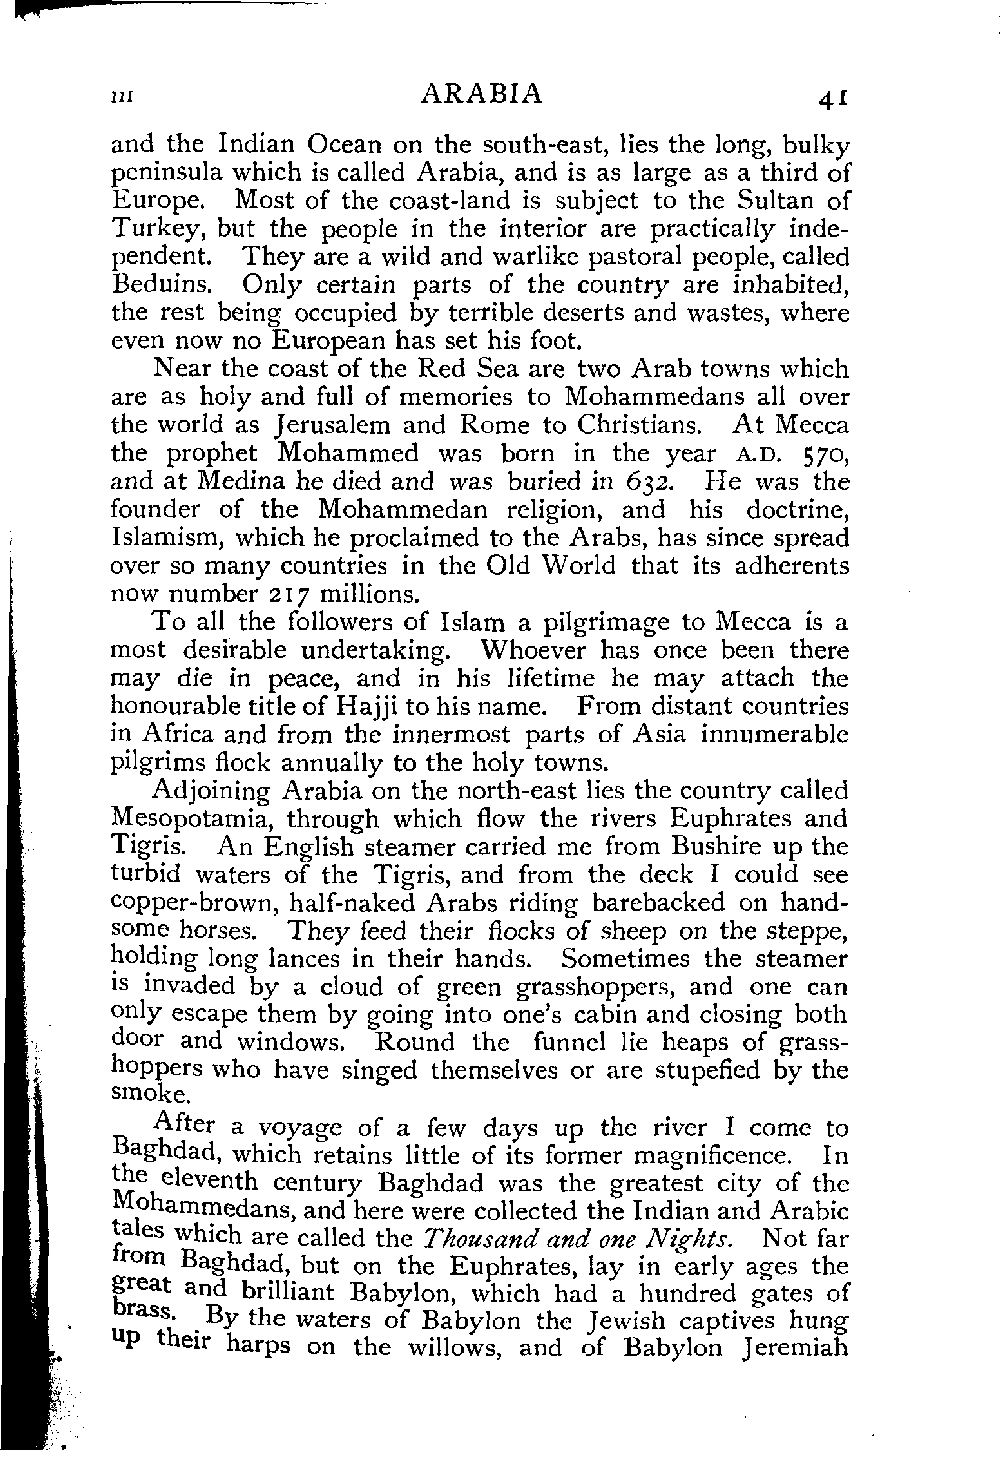 III ARABIA 41
and the Indian Ocean on the south-east, lies the long, bulky
peninsula which is called Arabia, and is as large as a third of
Europe. Most of the coast-land is subject to the Sultan of
Turkey, but the people in the interior are practically inde-
pendent. They are a wild and warlike pastoral people, called
Beduins. Only certain parts of the country are inhabited,
the rest being occupied by terrible deserts and wastes, where
even now no European has set his foot.
Near the coast of the Red Sea are two Arab towns which
are as holy and full of memories to Mohammedans all over
the world as Jerusalem and Rome to Christians. At Mecca
the prophet Mohammed was born in the year A.D. 570,
and at Medina he died and was buried in 632. He was the
founder of the Mohammedan religion, and his doctrine,
Islamism, which he proclaimed to the Arabs, has since spread
over so many countries in the Old World that its adherents
now number 217 millions.
To all the followers of Islam a pilgrimage to Mecca is a
most desirable undertaking. Whoever has once been there
may die in peace, and in his lifetime he may attach the
honourable title of Hajji to his name. From distant countries
in Africa and from the innermost parts of Asia innumerable
pilgrims flock annually to the holy towns.
Adjoining Arabia on the north-east lies the country called
Mesopotamia, through which flow the rivers Euphrates and
Tigris. An English steamer carried me from Bushire up the
turbid waters of the Tigris, and from the deck I could see
copper-brown, half-naked Arabs riding barebacked on hand-
some horses. They feed their flocks of sheep on the steppe,
holding long lances in their hands. Sometimes the steamer
is invaded by a cloud of green grasshoppers, and one can
only escape them by going into one's cabin and closing both
door and windows. Round the funnel lie heaps of grass-
hoppers who have singed themselves or are stupefied by the
smoke.
After a voyage of a few days up the river I come to
Baghdad, which retains little of its former magnificence. In
the eleventh century Baghdad was the greatest city of the
Mohammedans, and here were collected the Indian and Arabic
tales which are called the Thousand and one Nights. Not far
from Baghdad, but on the Euphrates, lay in early ages the
great and brilliant Babylon, which had a hundred gates of
brass. By the waters of Babylon the Jewish captives hung
up their harps on the willows, and of Babylon Jeremiah